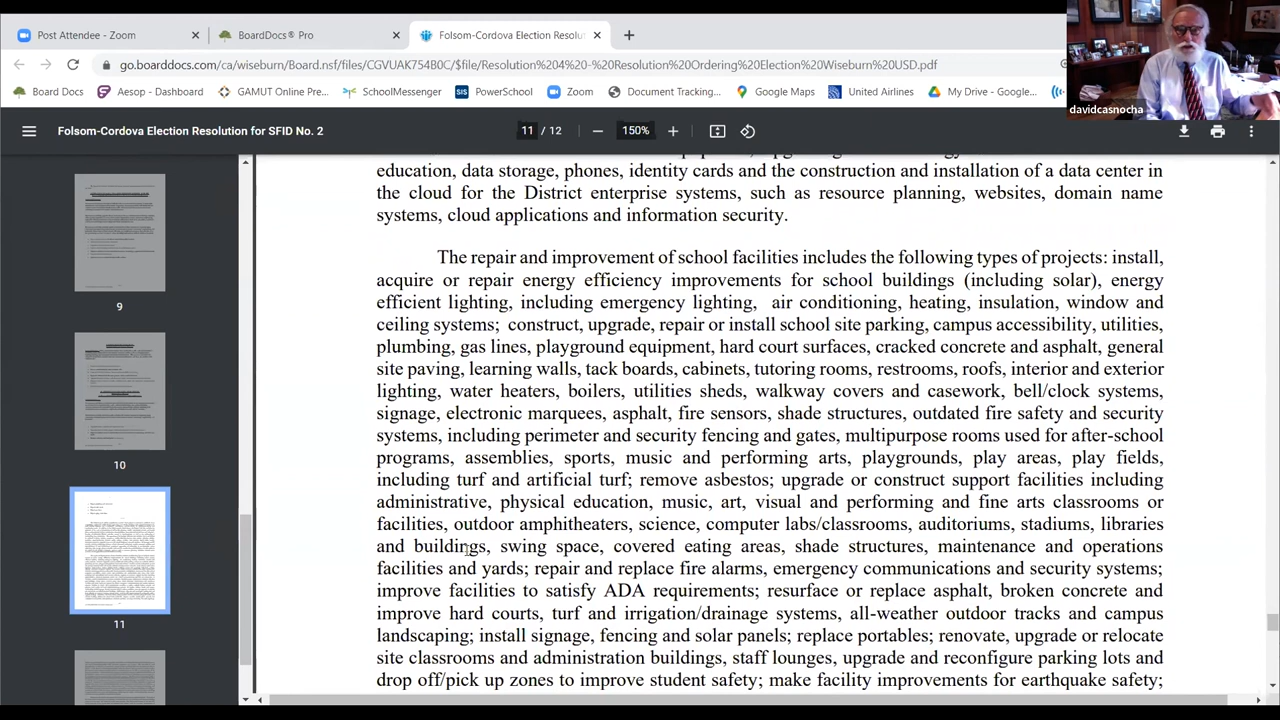 Post Attendee - Zoom
BoardDocs® Pro
Folsom-Cordova Election Resolu
go.boarddocs.com/ca/wiseburn/Board.nsf/files/
Board Docs
Aesop - Dashboard
GAMUT Online Pre...
SchoolMessenger
SIS PowerSchool
Zoom
Document Tracking...
Google Maps
United Airlines
My Drive - Google...
davidcasnocha
Folsom-Cordova Election Resolution for SFID No. 2
11 / 12
150%
9
10
11
education, data storage, phones, identity cards and the construction and installation of a data center in
the cloud for the District enterprise systems, such as resource planning, websites, domain name
systems, cloud applications and information security.
The repair and improvement of school facilities includes the following types of projects: install,
acquire or repair energy efficiency improvements for school buildings (including solar), energy
efficient lighting, including emergency lighting, air conditioning, heating, insulation, window and
ceiling systems; construct, upgrade, repair or install school site parking, campus accessibility, utilities,
plumbing, gas lines, playground equipment, hard court surfaces, cracked concrete and asphalt, general
site paving, learning walls, tack boards, cabinets, tutoring rooms, restrooms, roofs, interior and exterior
lighting, water heaters, boilers, utilities sheds, walkway covers and casework, bell/clock systems,
signage, electronic marquees, asphalt, fire sensors, shade structures, outdated fire safety and security
systems, including perimeter and security fencing and gates, multipurpose rooms used for after-school
programs, assemblies, sports, music and performing arts, playgrounds, play areas, play fields,
including turf and artificial turf; remove asbestos; upgrade or construct support facilities including
administrative, physical education, music, art, visual and performing and fine arts classrooms or
facilities, outdoor amphitheaters, science, computer labs/classrooms, auditoriums, stadiums, libraries
and buildings, swing space, covered eating areas, shade structures, maintenance and operations
facilities and yards; repair and replace fire alarms, emergency communications and security systems;
improve facilities to satisfy ADA requirements; resurface or replace asphalt, broken concrete and
improve hard courts, turf and irrigation/drainage systems, all-weather outdoor tracks and campus
landscaping; install signage, fencing and solar panels; replace portables; renovate, upgrade or relocate
site classrooms and administration buildings, staff lounges, upgrade and reconfigure parking lots and
drop off/pick up zones to improve student safety; make facility improvements for earthquake safety;